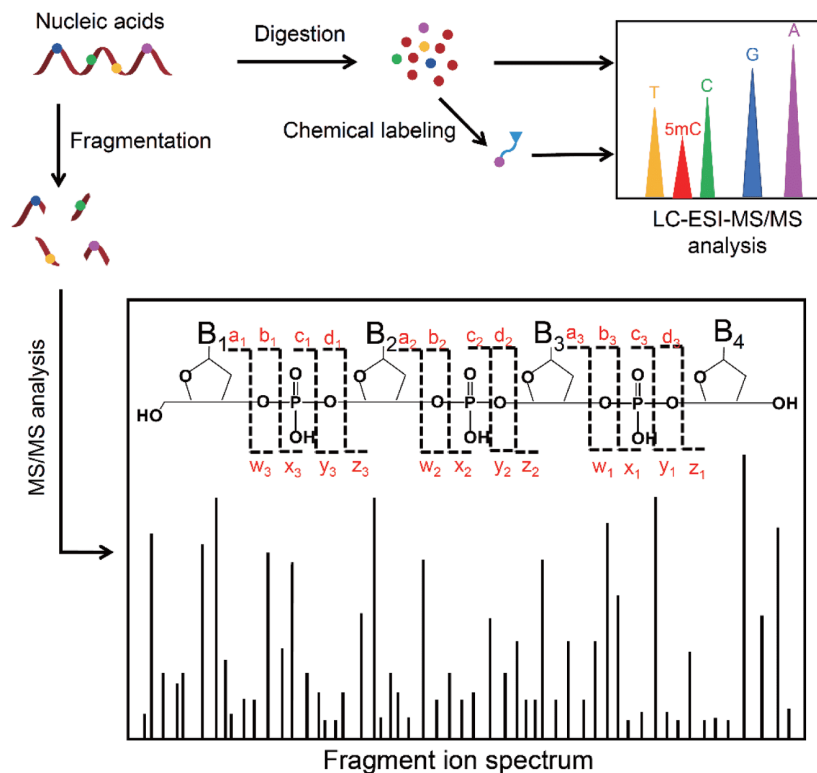 Nucleic acids
Digestion
Fragmentation
Chemical labeling
T
5mC
C
G
A
LC-ESI-MS/MS
analysis
MS/MS analysis
B₁ a₁ b₁ c₁ d₁ B₂ a₂ b₂ c₂ d₂ B₃ a₃ b₃ c₃ d₃ B₄
O O O O O O O
HO O P O O P O O P O OH
OH OH OH
w₃ x₃ y₃ z₃ w₂ x₂ y₂ z₂ w₁ x₁ y₁ z₁
Fragment ion spectrum